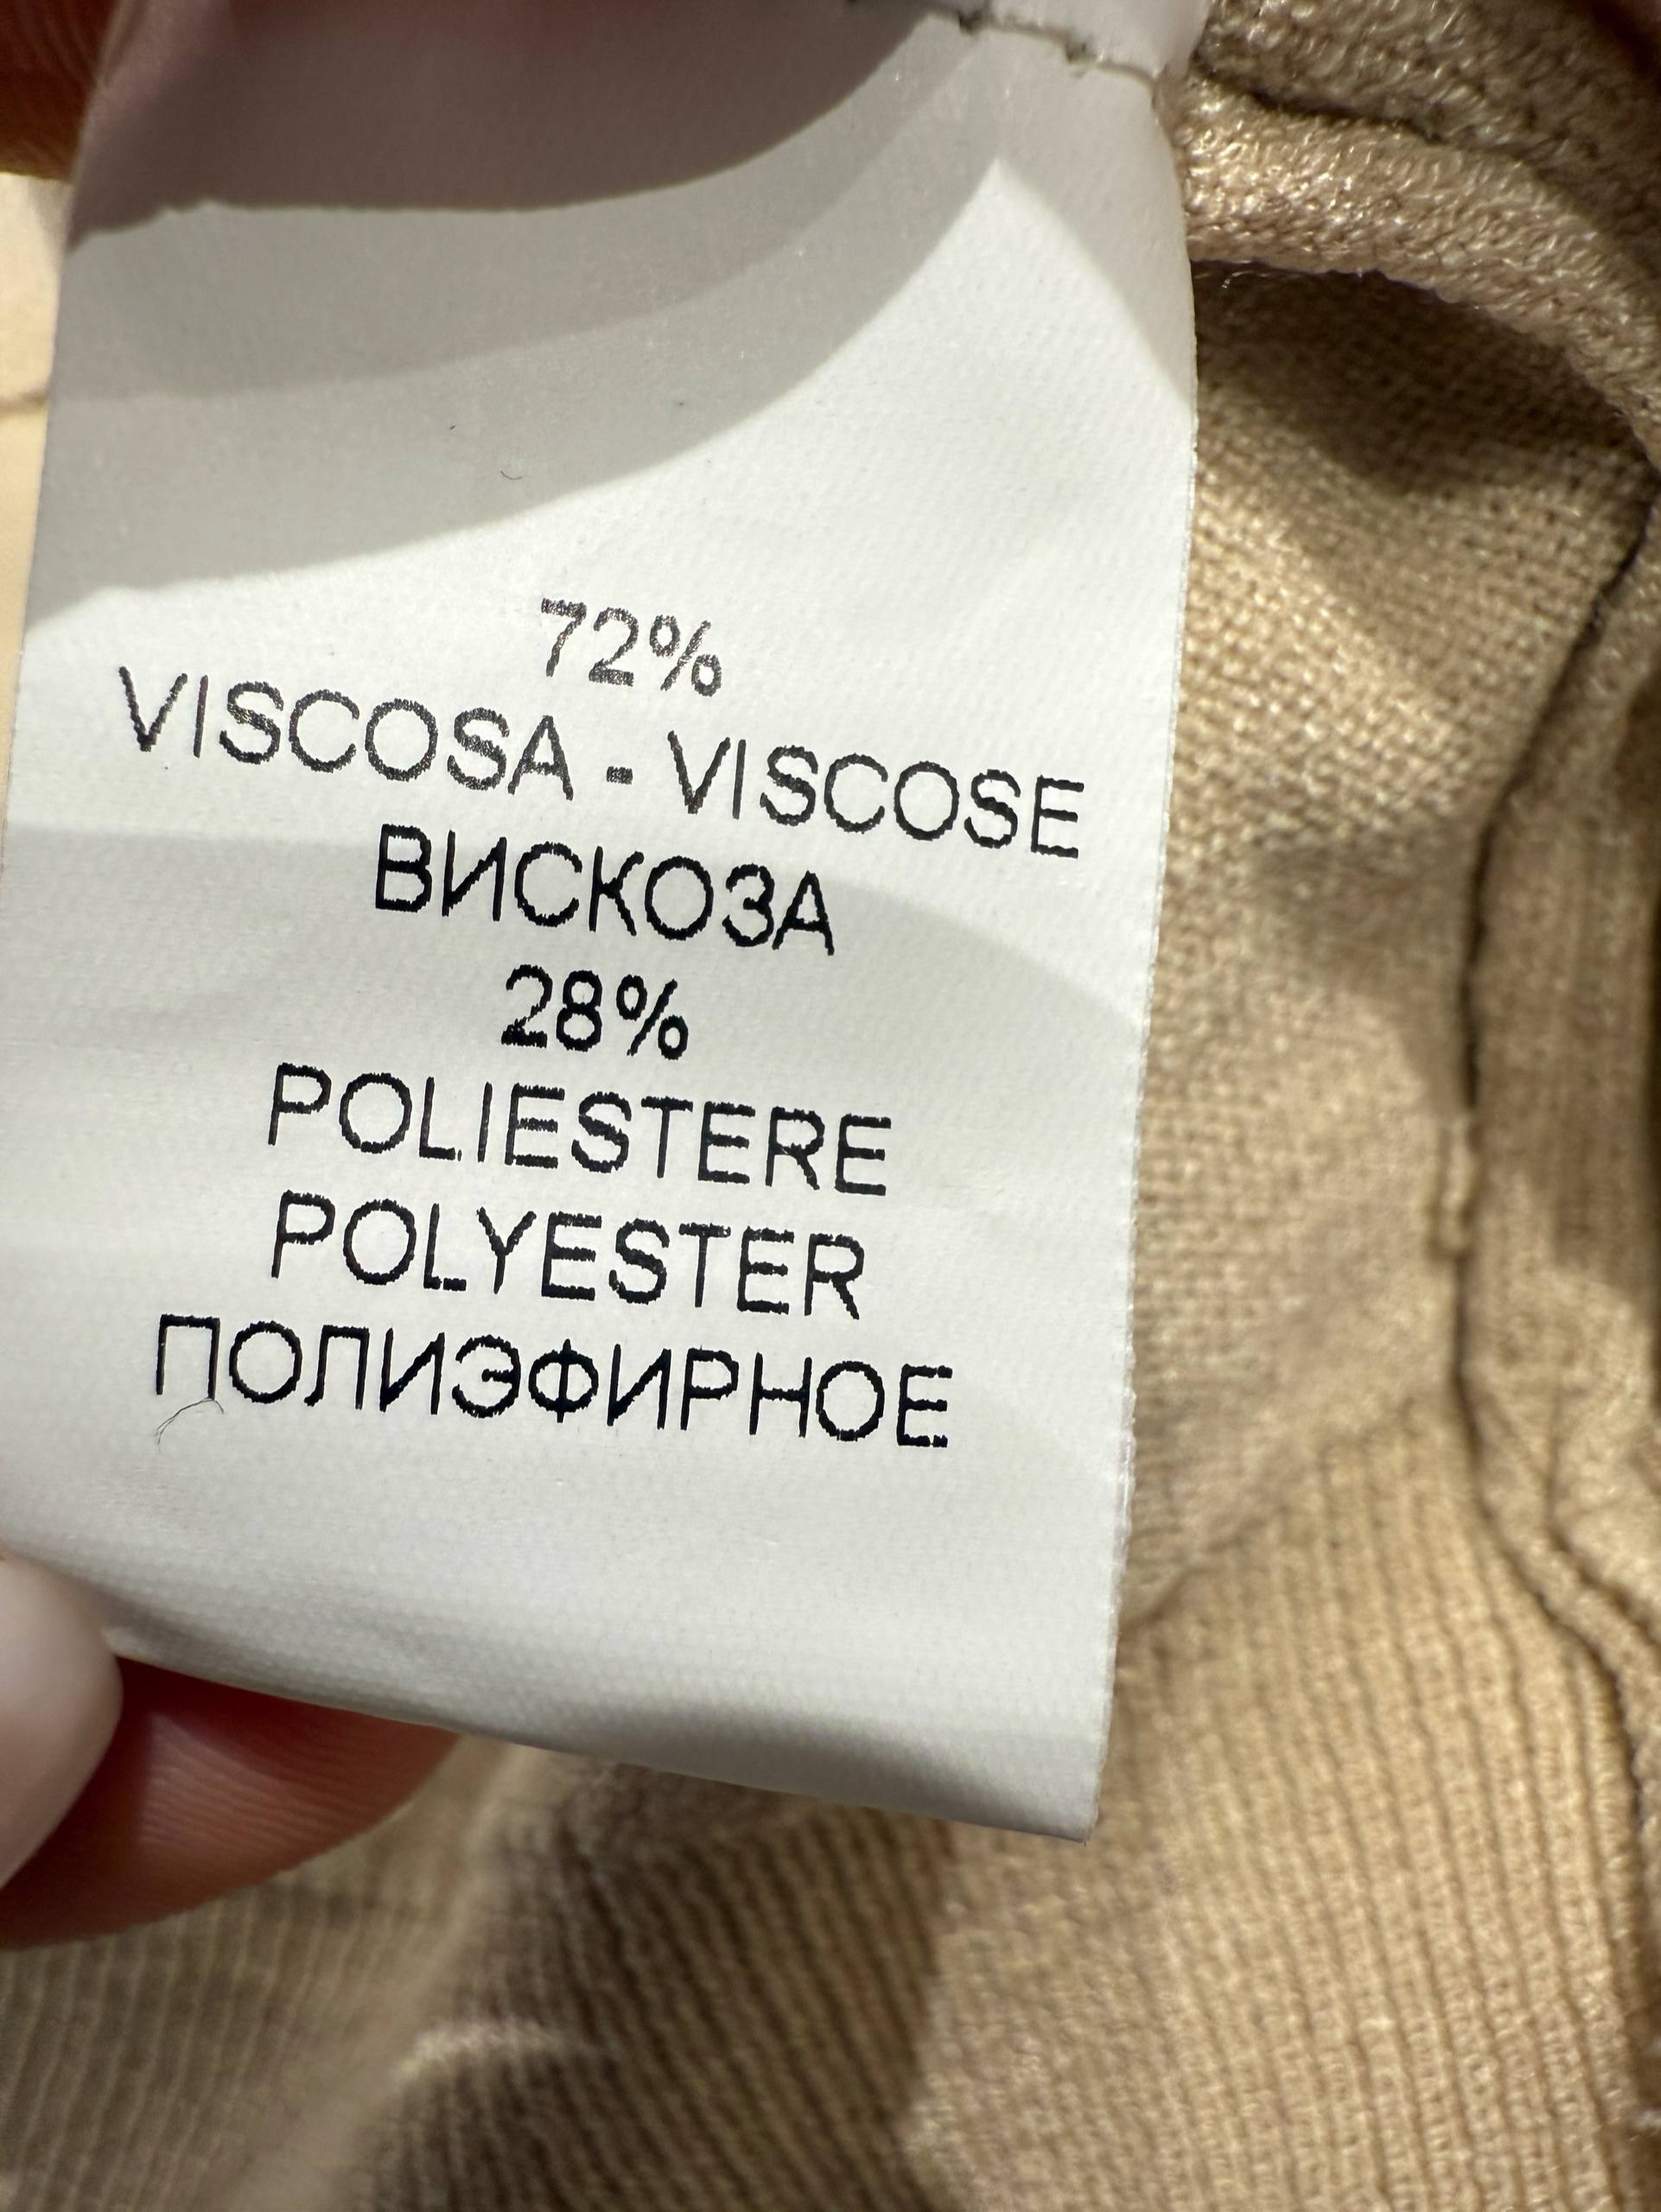 72%
VISCOSA - VISCOSE
ВИСКОЗА
28%
POLIESTERE
POLYESTER
ПОЛИЭФИРНОЕ